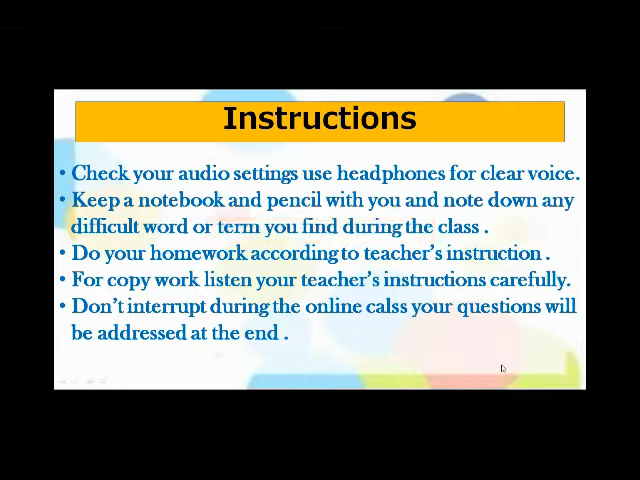 Instructions
• Check your audio settings use headphones for clear voice.
• Keep a notebook and pencil with you and note down any
difficult word or term you find during the class .
• Do your homework according to teacher's instruction .
• For copy work listen your teacher's instructions carefully.
• Don't interrupt during the online calss your questions will
be addressed at the end .